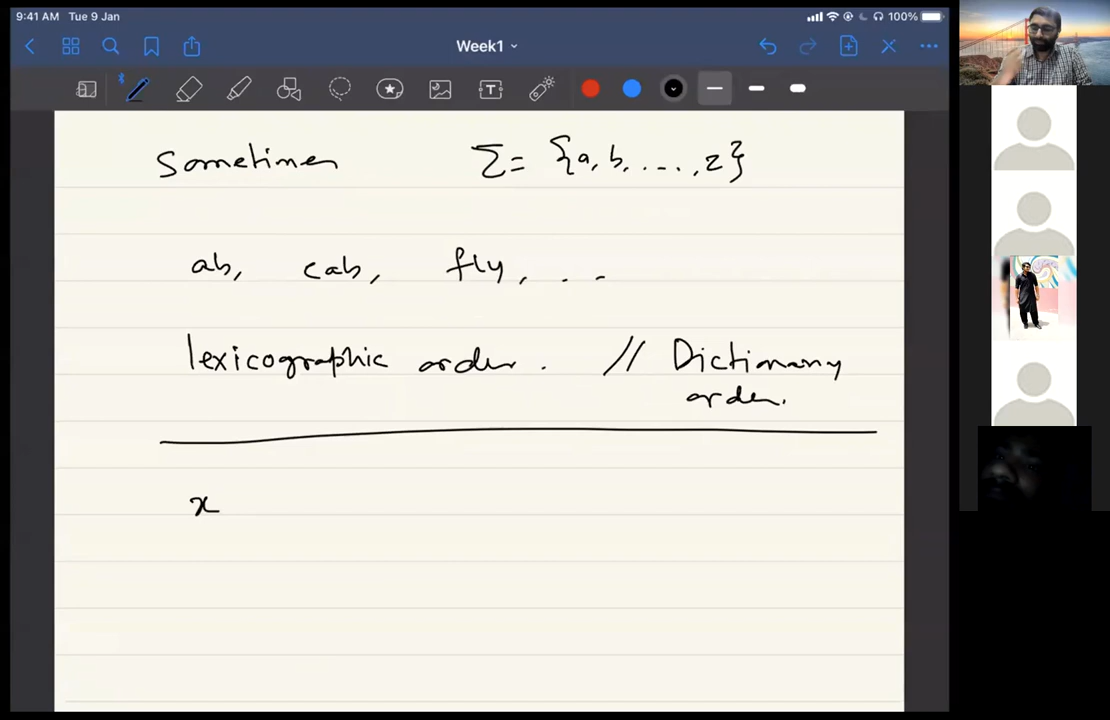 9:41 AM Tue 9 Jan 100%
Week1
Sometimes Σ = {a, b, ...., z}
ab, cab, fly, . . .
lexicographic order. // Dictionary
order.
x